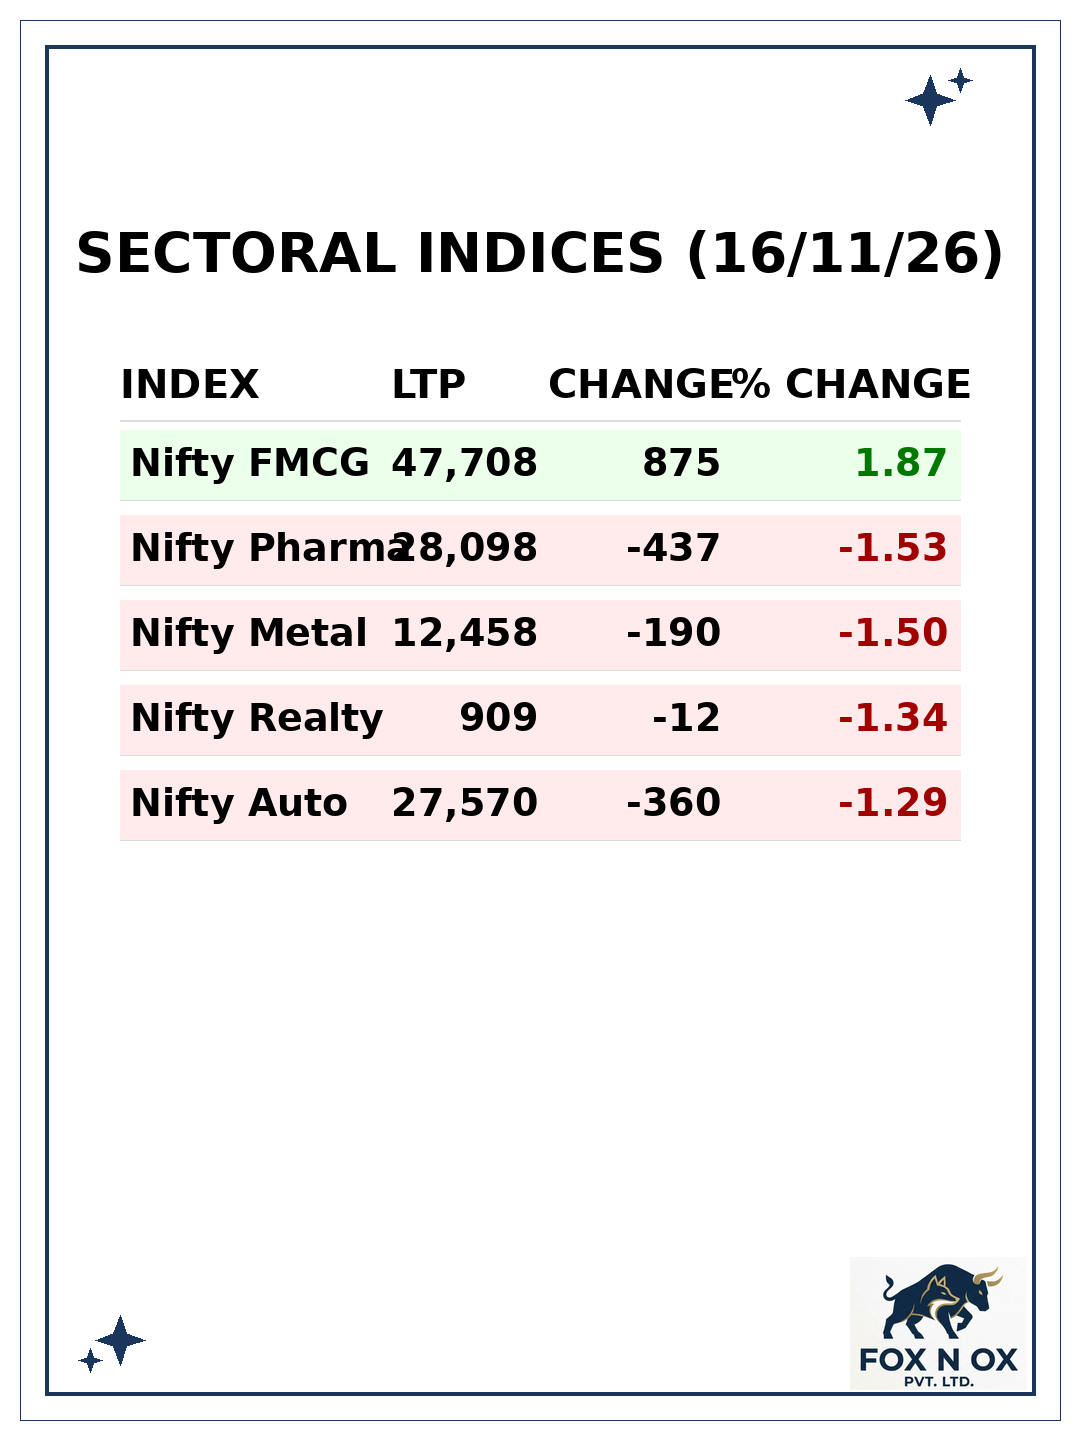 SECTORAL INDICES (16/11/26)
INDEX LTP CHANGE % CHANGE
Nifty FMCG 47,708 875 1.87
Nifty Pharma 28,098 -437 -1.53
Nifty Metal 12,458 -190 -1.50
Nifty Realty 909 -12 -1.34
Nifty Auto 27,570 -360 -1.29
FOX N OX
PVT. LTD.